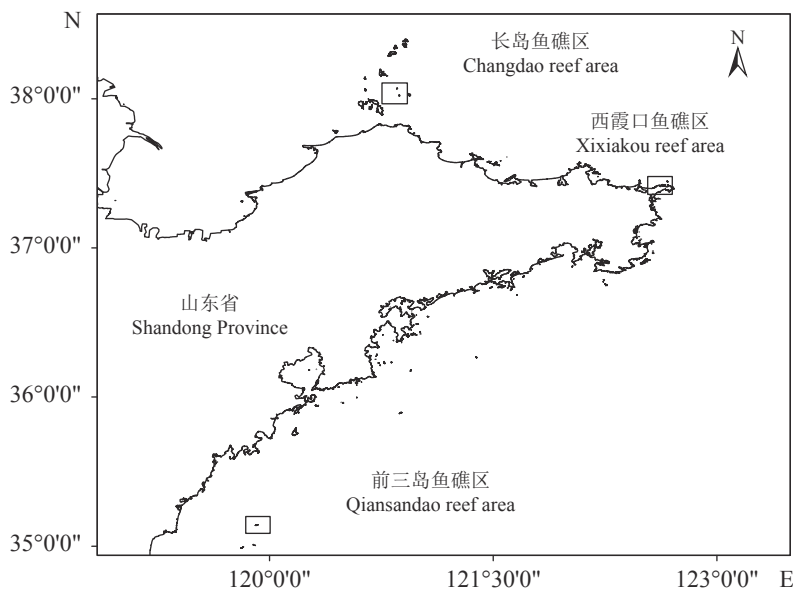 N
长岛鱼礁区
Changdao reef area
N
38°0'0"
西霞口鱼礁区
Xixiakou reef area
37°0'0"
山东省
Shandong Province
36°0'0"
前三岛鱼礁区
Qiansandao reef area
35°0'0"
120°0'0"
121°30'0"
123°0'0"
E